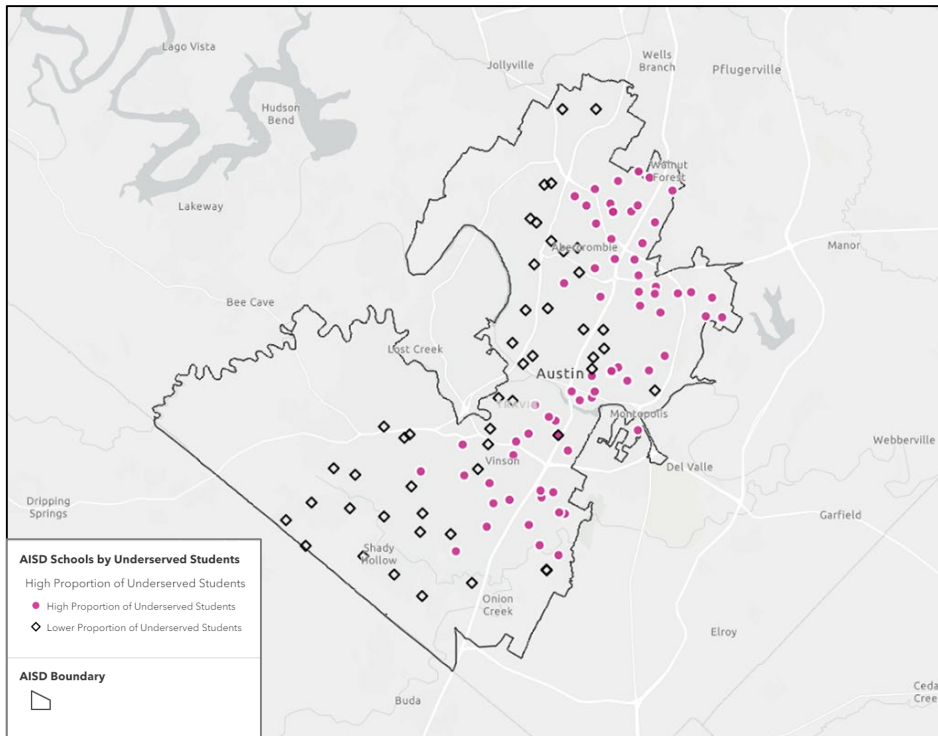 Lago Vista
Jollyville
Wells
Branch
Pflugerville
Hudson
Bend
Walnut
Forest
Lakeway
Abercrombie
Manor
Bee Cave
Lost Creek
Austin
Montopolis
Webberville
Vinson
Del Valle
Dripping
Springs
Garfield
Shady
Hollow
Onion
Creek
Elroy
Buda
Ceda
Cree
AISD Schools by Underserved Students
High Proportion of Underserved Students
High Proportion of Underserved Students
Lower Proportion of Underserved Students
AISD Boundary